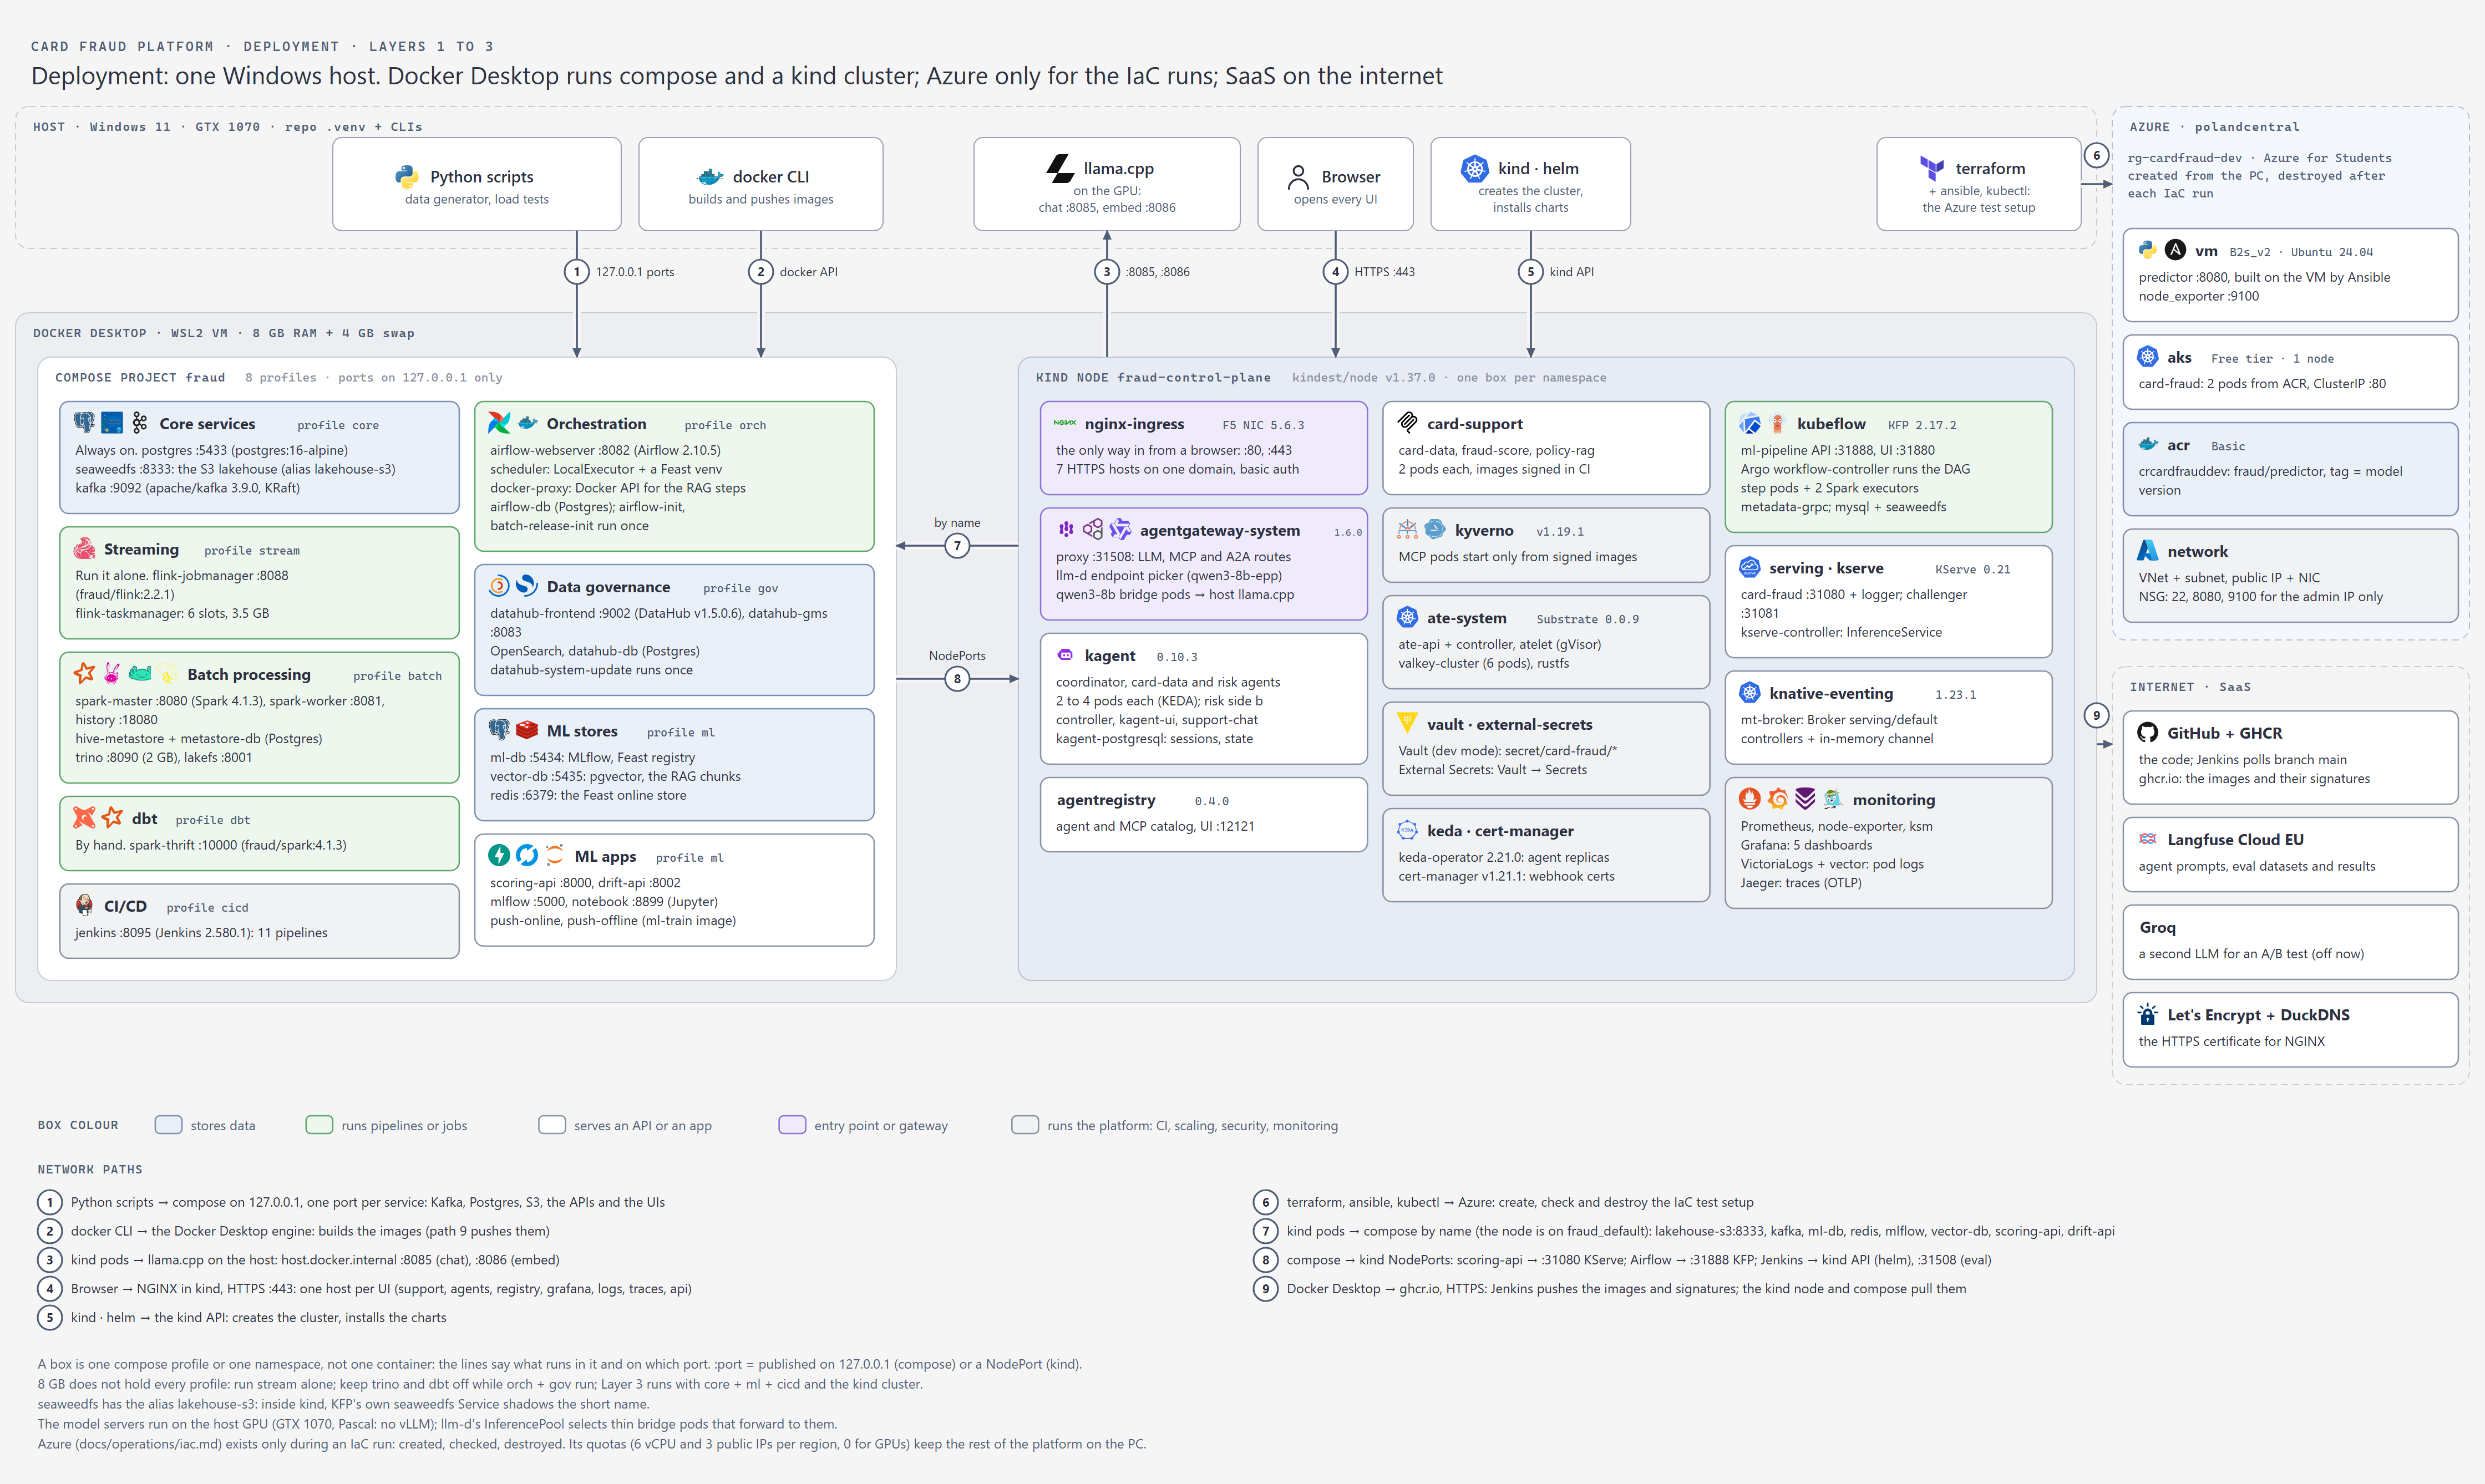 CARD FRAUD PLATFORM · DEPLOYMENT · LAYERS 1 TO 3
Deployment: one Windows host. Docker Desktop runs compose and a kind cluster; Azure only for the IaC runs; SaaS on the internet
HOST · Windows 11 · GTX 1070 · repo .venv + CLIs
Python scripts
data generator, load tests
docker CLI
builds and pushes images
llama.cpp
on the GPU:
chat :8085, embed :8086
Browser
opens every UI
kind · helm
creates the cluster,
installs charts
terraform
+ ansible, kubectl:
the Azure test setup
6
1 127.0.0.1 ports
2 docker API
3 :8085, :8086
4 HTTPS :443
5 kind API
DOCKER DESKTOP · WSL2 VM · 8 GB RAM + 4 GB swap
COMPOSE PROJECT fraud 8 profiles · ports on 127.0.0.1 only
Core services profile core
Always on. postgres :5433 (postgres:16-alpine)
seaweedfs :8333: the S3 lakehouse (alias lakehouse-s3)
kafka :9092 (apache/kafka 3.9.0, KRaft)
Streaming profile stream
Run it alone. flink-jobmanager :8088
(fraud/flink:2.2.1)
flink-taskmanager: 6 slots, 3.5 GB
Batch processing profile batch
spark-master :8080 (Spark 4.1.3), spark-worker :8081,
history :18080
hive-metastore + metastore-db (Postgres)
trino :8090 (2 GB), lakefs :8001
dbt profile dbt
By hand. spark-thrift :10000 (fraud/spark:4.1.3)
CI/CD profile cicd
jenkins :8095 (Jenkins 2.580.1): 11 pipelines
Orchestration profile orch
airflow-webserver :8082 (Airflow 2.10.5)
scheduler: LocalExecutor + a Feast venv
docker-proxy: Docker API for the RAG steps
airflow-db (Postgres); airflow-init,
batch-release-init run once
Data governance profile gov
datahub-frontend :9002 (DataHub v1.5.0.6), datahub-gms
:8083
OpenSearch, datahub-db (Postgres)
datahub-system-update runs once
ML stores profile ml
ml-db :5434: MLflow, Feast registry
vector-db :5435: pgvector, the RAG chunks
redis :6379: the Feast online store
ML apps profile ml
scoring-api :8000, drift-api :8002
mlflow :5000, notebook :8899 (Jupyter)
push-online, push-offline (ml-train image)
by name
7
NodePorts
8
KIND NODE fraud-control-plane kindest/node v1.37.0 · one box per namespace
NGINX nginx-ingress F5 NIC 5.6.3
the only way in from a browser: :80, :443
7 HTTPS hosts on one domain, basic auth
agentgateway-system 1.6.0
proxy :31508: LLM, MCP and A2A routes
llm-d endpoint picker (qwen3-8b-epp)
qwen3-8b bridge pods → host llama.cpp
kagent 0.10.3
coordinator, card-data and risk agents
2 to 4 pods each (KEDA); risk side b
controller, kagent-ui, support-chat
kagent-postgresql: sessions, state
agentregistry 0.4.0
agent and MCP catalog, UI :12121
card-support
card-data, fraud-score, policy-rag
2 pods each, images signed in CI
kyverno v1.19.1
MCP pods start only from signed images
ate-system Substrate 0.0.9
ate-api + controller, atelet (gVisor)
valkey-cluster (6 pods), rustfs
vault · external-secrets
Vault (dev mode): secret/card-fraud/*
External Secrets: Vault → Secrets
KEDA keda · cert-manager
keda-operator 2.21.0: agent replicas
cert-manager v1.21.1: webhook certs
kubeflow KFP 2.17.2
ml-pipeline API :31888, UI :31880
Argo workflow-controller runs the DAG
step pods + 2 Spark executors
metadata-grpc; mysql + seaweedfs
serving · kserve KServe 0.21
card-fraud :31080 + logger; challenger
:31081
kserve-controller: InferenceService
knative-eventing 1.23.1
mt-broker: Broker serving/default
controllers + in-memory channel
monitoring
Prometheus, node-exporter, ksm
Grafana: 5 dashboards
VictoriaLogs + vector: pod logs
Jaeger: traces (OTLP)
AZURE · polandcentral
rg-cardfraud-dev · Azure for Students
created from the PC, destroyed after
each IaC run
vm B2s_v2 · Ubuntu 24.04
predictor :8080, built on the VM by Ansible
node_exporter :9100
aks Free tier · 1 node
card-fraud: 2 pods from ACR, ClusterIP :80
acr Basic
crcardfrauddev: fraud/predictor, tag = model
version
network
VNet + subnet, public IP + NIC
NSG: 22, 8080, 9100 for the admin IP only
9
INTERNET · SaaS
GitHub + GHCR
the code; Jenkins polls branch main
ghcr.io: the images and their signatures
Langfuse Cloud EU
agent prompts, eval datasets and results
Groq
a second LLM for an A/B test (off now)
Let's Encrypt + DuckDNS
the HTTPS certificate for NGINX
BOX COLOUR stores data runs pipelines or jobs serves an API or an app entry point or gateway runs the platform: CI, scaling, security, monitoring
NETWORK PATHS
1 Python scripts → compose on 127.0.0.1, one port per service: Kafka, Postgres, S3, the APIs and the UIs
2 docker CLI → the Docker Desktop engine: builds the images (path 9 pushes them)
3 kind pods → llama.cpp on the host: host.docker.internal :8085 (chat), :8086 (embed)
4 Browser → NGINX in kind, HTTPS :443: one host per UI (support, agents, registry, grafana, logs, traces, api)
5 kind · helm → the kind API: creates the cluster, installs the charts
6 terraform, ansible, kubectl → Azure: create, check and destroy the IaC test setup
7 kind pods → compose by name (the node is on fraud_default): lakehouse-s3:8333, kafka, ml-db, redis, mlflow, vector-db, scoring-api, drift-api
8 compose → kind NodePorts: scoring-api → :31080 KServe; Airflow → :31888 KFP; Jenkins → kind API (helm), :31508 (eval)
9 Docker Desktop → ghcr.io, HTTPS: Jenkins pushes the images and signatures; the kind node and compose pull them
A box is one compose profile or one namespace, not one container: the lines say what runs in it and on which port. :port = published on 127.0.0.1 (compose) or a NodePort (kind).
8 GB does not hold every profile: run stream alone; keep trino and dbt off while orch + gov run; Layer 3 runs with core + ml + cicd and the kind cluster.
seaweedfs has the alias lakehouse-s3: inside kind, KFP's own seaweedfs Service shadows the short name.
The model servers run on the host GPU (GTX 1070, Pascal: no vLLM); llm-d's InferencePool selects thin bridge pods that forward to them.
Azure (docs/operations/iac.md) exists only during an IaC run: created, checked, destroyed. Its quotas (6 vCPU and 3 public IPs per region, 0 for GPUs) keep the rest of the platform on the PC.